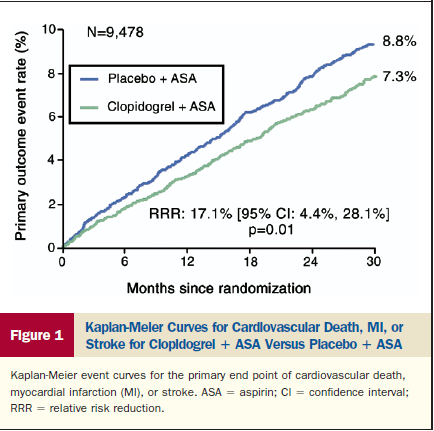 N=9,478
Placebo + ASA
Clopidogrel + ASA
8.8%
7.3%
Primary outcome event rate (%)
10
8
6
4
2
0
RRR: 17.1% [95% CI: 4.4%, 28.1%]
p=0.01
0 6 12 18 24 30
Months since randomization
Figure 1
Kaplan-Meier Curves for Cardiovascular Death, MI, or
Stroke for Clopidogrel + ASA Versus Placebo + ASA
Kaplan-Meier event curves for the primary end point of cardiovascular death,
myocardial infarction (MI), or stroke. ASA = aspirin; CI = confidence interval;
RRR = relative risk reduction.